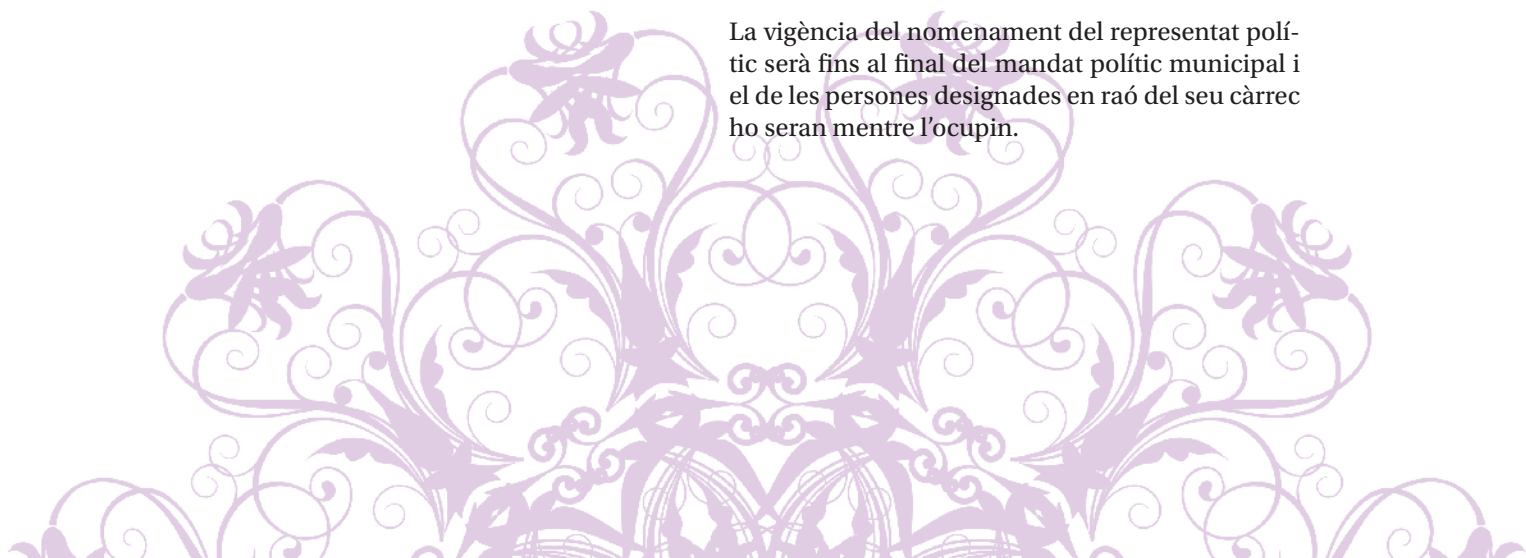 La vigència del nomenament del representat polí-
tic serà fins al final del mandat polític municipal i
el de les persones designades en raó del seu càrrec
ho seran mentre l’ocupin.